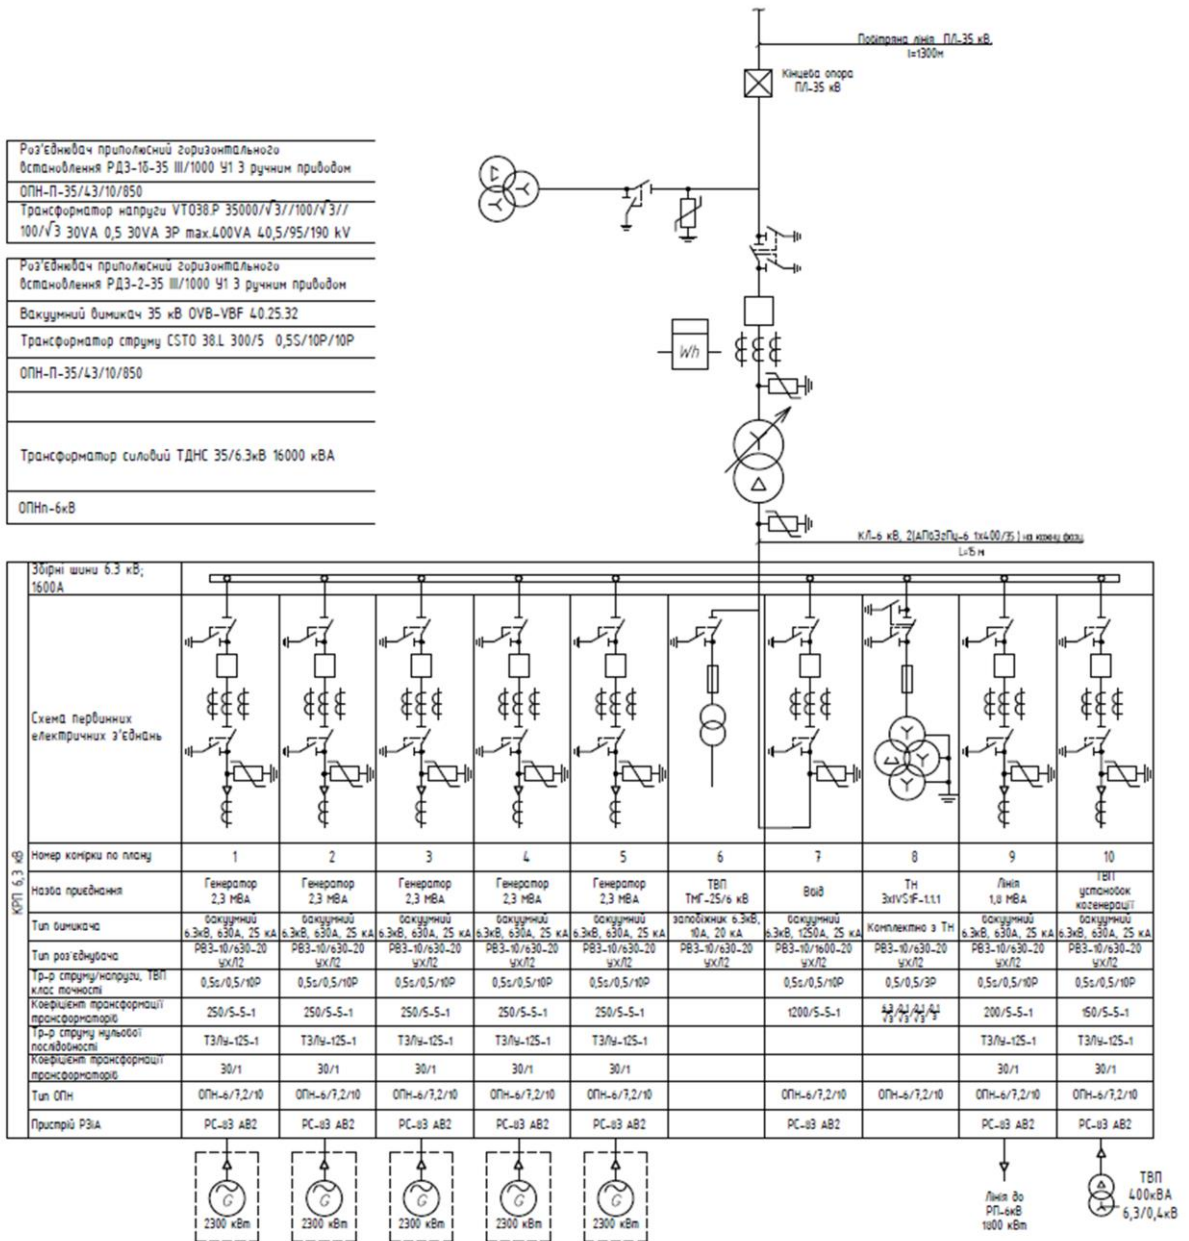 Повітряна лінія ПЛ-35 кВ,
l=1300м
Кінцева опора
ПЛ-35 кВ
Роз'єднювач приполюсний горизонтального
встановлення РДЗ-1б-35 III/1000 У1 З ручним приводом
ОПН-П-35/43/10/850
Трансформатор напруги VTO38.P 35000/√3//100/√3//
100/√3 30VA 0,5 30VA 3P max.400VA 40,5/95/190 kV
Роз'єднювач приполюсний горизонтального
встановлення РДЗ-2-35 III/1000 У1 З ручним приводом
Вакуумний вимикач 35 кВ OVB-VBF 40.25.32
Трансформатор струму CSTO 38.L 300/5 0,5S/10P/10P
ОПН-П-35/43/10/850
Трансформатор силовий ТДНС 35/6.3кВ 16000 кВА
ОПНп-6кВ
Wh
КЛ-6 кВ, 2(АПвЭгПу-6 1х400/35) на кожну фазу
L=15 м
КРП 6,3 кВ
Збірні шини 6.3 кВ;
1600А
Схема первинних
електричних з'єднань
Номер комірки по плану 1 2 3 4 5 6 7 8 9 10
Назва приєднання Генератор 2,3 МВА Генератор 2,3 МВА Генератор 2,3 МВА Генератор 2,3 МВА Генератор 2,3 МВА ТВП ТМГ-25/6 кВ Ввід ТН 3xIVS1F-1.1.1 Лінія 1,8 МВА ТВП установок когенерації
Тип вимикача вакуумний 6.3кВ, 630А, 25 кА вакуумний 6.3кВ, 630А, 25 кА вакуумний 6.3кВ, 630А, 25 кА вакуумний 6.3кВ, 630А, 25 кА вакуумний 6.3кВ, 630А, 25 кА запобіжник 6.3кВ, 10А, 20 кА вакуумний 6.3кВ, 1250А, 25 кА Комплектно з ТН вакуумний 6.3кВ, 630А, 25 кА вакуумний 6.3кВ, 630А, 25 кА
Тип роз'єднувача РВЗ-10/630-20 УХЛ2 РВЗ-10/630-20 УХЛ2 РВЗ-10/630-20 УХЛ2 РВЗ-10/630-20 УХЛ2 РВЗ-10/630-20 УХЛ2 РВЗ-10/630-20 УХЛ2 РВЗ-10/1600-20 УХЛ2 РВЗ-10/630-20 УХЛ2 РВЗ-10/630-20 УХЛ2 РВЗ-10/630-20 УХЛ2
Тр-р струму/напруги, ТВП
клас точності 0,5s/0,5/10P 0,5s/0,5/10P 0,5s/0,5/10P 0,5s/0,5/10P 0,5s/0,5/10P 0,5s/0,5/10P 0,5/0,5/3P 0,5s/0,5/10P 0,5s/0,5/10P
Коефіцієнт трансформації
трансформаторів 250/5-5-1 250/5-5-1 250/5-5-1 250/5-5-1 250/5-5-1 1200/5-5-1 200/5-5-1 150/5-5-1
Тр-р струму нульової
послідовності ТЗЛУ-125-1 ТЗЛУ-125-1 ТЗЛУ-125-1 ТЗЛУ-125-1 ТЗЛУ-125-1 ТЗЛУ-125-1 ТЗЛУ-125-1
Коефіцієнт трансформації
трансформаторів 30/1 30/1 30/1 30/1 30/1 30/1 30/1
Тип ОПН ОПН-6/7,2/10 ОПН-6/7,2/10 ОПН-6/7,2/10 ОПН-6/7,2/10 ОПН-6/7,2/10 ОПН-6/7,2/10 ОПН-6/7,2/10 ОПН-6/7,2/10 ОПН-6/7,2/10
Пристрій РЗіА РС-83 АВ2 РС-83 АВ2 РС-83 АВ2 РС-83 АВ2 РС-83 АВ2 РС-83 АВ2 РС-83 АВ2 РС-83 АВ2
G G G G G
2300 кВт 2300 кВт 2300 кВт 2300 кВт 2300 кВт
Лінія до
РП-6кВ
1800 кВт
ТВП
400кВА
6,3/0,4кВ